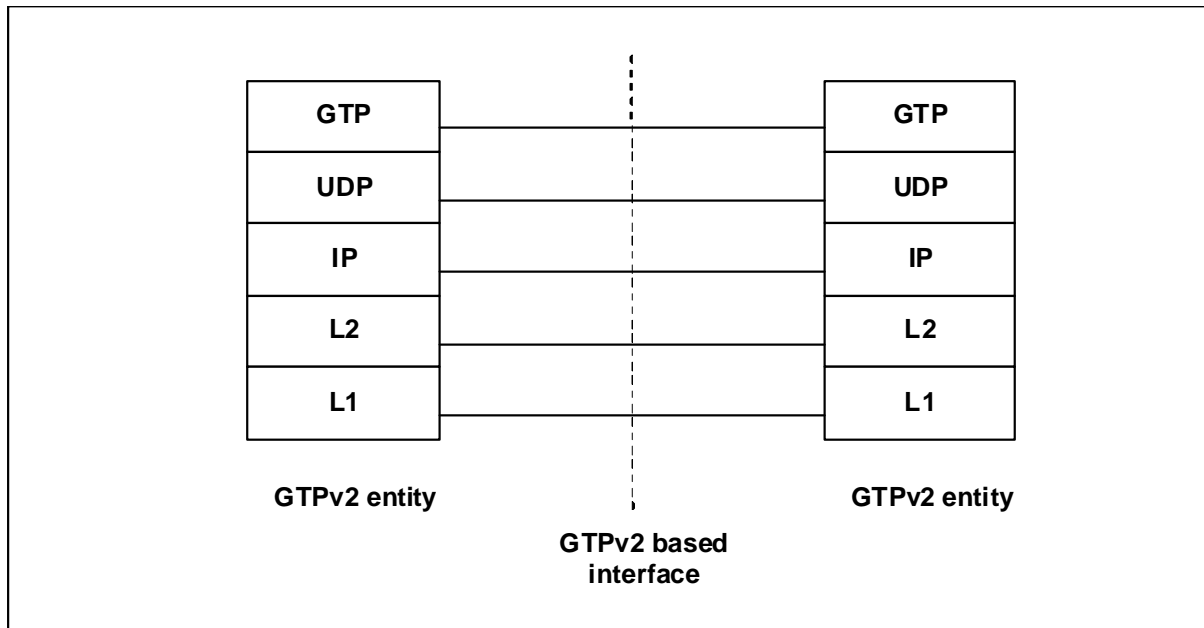 GTP
GTP
UDP
UDP
IP
IP
L2
L2
L1
L1
GTPv2 entity
GTPv2 entity
GTPv2 based
interface